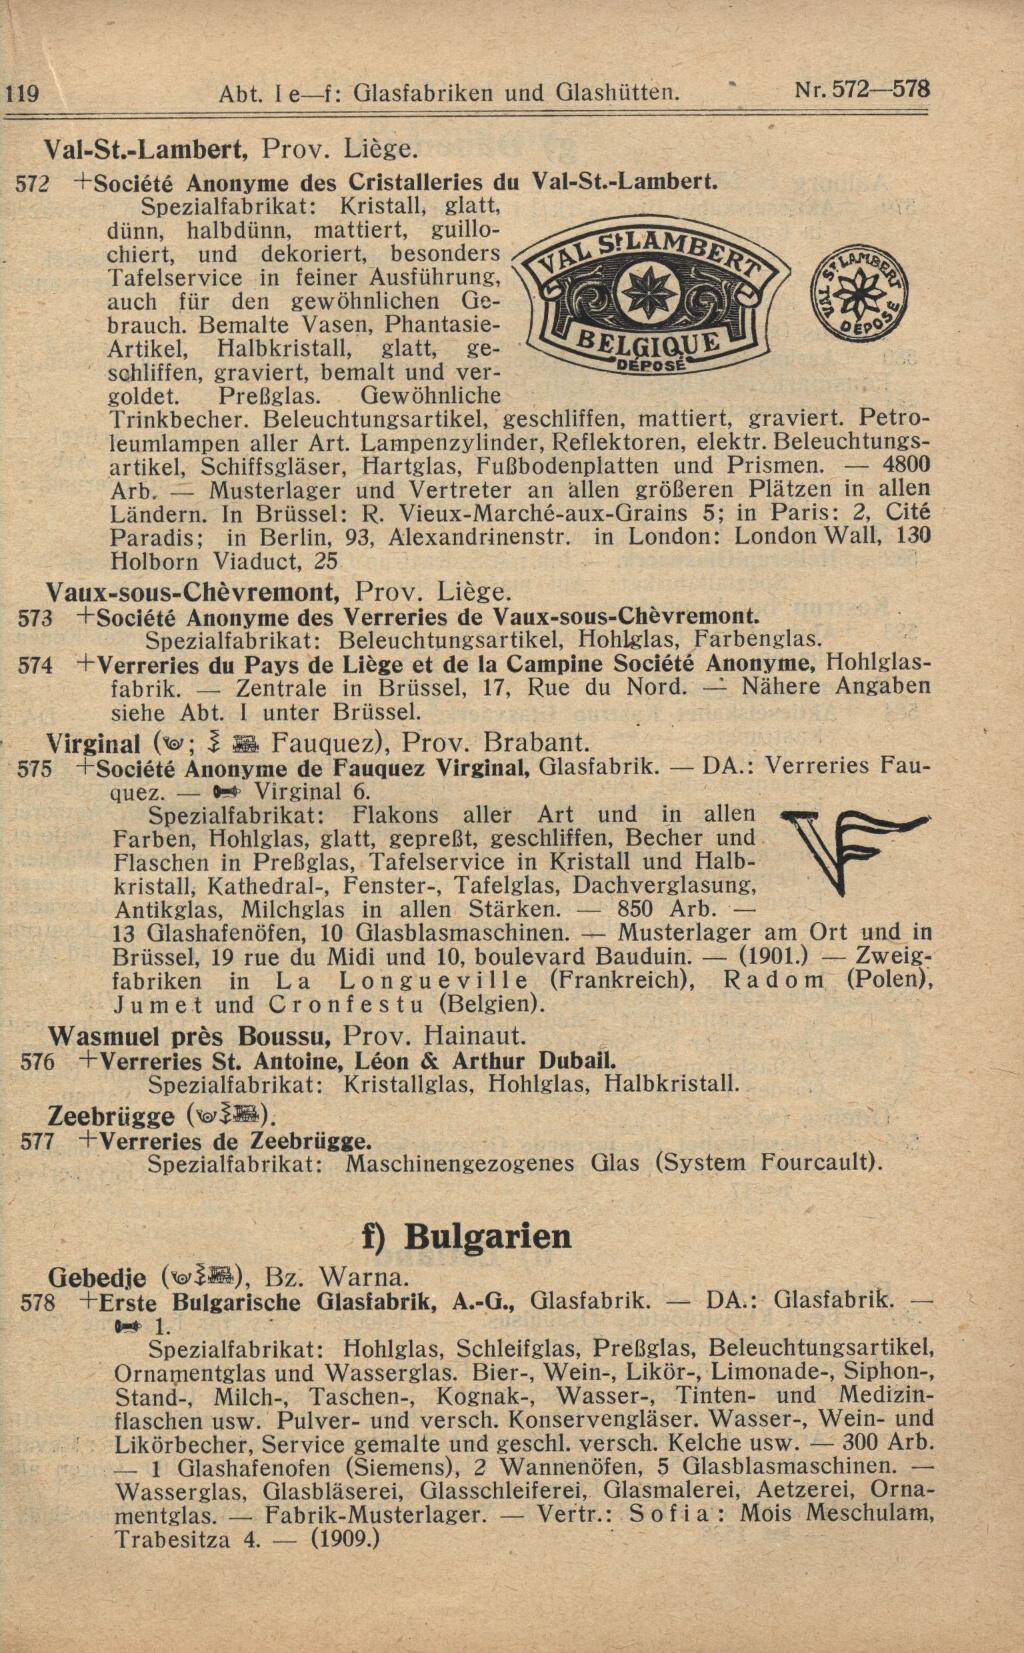 119
Abt. I e—f: Glasfabriken und Glashütten.
Nr. 572—578
Val-St.-Lambert, Prov. Liège.
572 +Société Anonyme des Cristalleries du Val-St.-Lambert.
Spezialfabrikat: Kristall, glatt,
dünn, halbdünn, mattiert, guillo-
chiert, und dekoriert, besonders
Tafelservice in feiner Ausführung,
auch für den gewöhnlichen Ge-
brauch. Bemalte Vasen, Phantasie-
Artikel, Halbkristall, glatt, ge-
schliffen, graviert, bemalt und ver-
goldet. Preßglas. Gewöhnliche
VAL St LAMBERT
BELGIQUE
DÉPOSÉ
VAL ST LAMBERT
DÉPOSÉ
Trinkbecher. Beleuchtungsartikel, geschliffen, mattiert, graviert. Petro-
leumlampen aller Art. Lampenzylinder, Reflektoren, elektr. Beleuchtungs-
artikel, Schiffsgläser, Hartglas, Fußbodenplatten und Prismen. — 4800
Arb. — Musterlager und Vertreter an allen größeren Plätzen in allen
Ländern. In Brüssel: R. Vieux-Marché-aux-Grains 5; in Paris: 2, Cité
Paradis; in Berlin, 93, Alexandrinenstr. in London: London Wall, 130
Holborn Viaduct, 25
Vaux-sous-Chèvremont, Prov. Liège.
573 +Société Anonyme des Verreries de Vaux-sous-Chèvremont.
Spezialfabrikat: Beleuchtungsartikel, Hohlglas, Farbenglas.
574 +Verreries du Pays de Liège et de la Campine Société Anonyme, Hohlglas-
fabrik. — Zentrale in Brüssel, 17, Rue du Nord. — Nähere Angaben
siehe Abt. I unter Brüssel.
Virginal ( ; Fauquez), Prov. Brabant.
575 +Société Anonyme de Fauquez Virginal, Glasfabrik. — DA.: Verreries Fau-
quez. — Virginal 6.
Spezialfabrikat: Flakons aller Art und in allen
Farben, Hohlglas, glatt, gepreßt, geschliffen, Becher und
Flaschen in Preßglas, Tafelservice in Kristall und Halb-
kristall, Kathedral-, Fenster-, Tafelglas, Dachverglasung,
Antikglas, Milchglas in allen Stärken. — 850 Arb. —
VF
13 Glashafenöfen, 10 Glasblasmaschinen. — Musterlager am Ort und in
Brüssel, 19 rue du Midi und 10, boulevard Bauduin. — (1901.) — Zweig-
fabriken in La Longueville (Frankreich), Radom (Polen),
Jumet und Cronfestu (Belgien).
Wasmuel près Boussu, Prov. Hainaut.
576 +Verreries St. Antoine, Léon & Arthur Dubail.
Spezialfabrikat: Kristallglas, Hohlglas, Halbkristall.
Zeebrügge ( ).
577 +Verreries de Zeebrügge.
Spezialfabrikat: Maschinengezogenes Glas (System Fourcault).
f) Bulgarien
Gebedje ( ), Bz. Warna.
578 +Erste Bulgarische Glasfabrik, A.-G., Glasfabrik. — DA.: Glasfabrik. —
1.
Spezialfabrikat: Hohlglas, Schleifglas, Preßglas, Beleuchtungsartikel,
Ornamentglas und Wasserglas. Bier-, Wein-, Likör-, Limonade-, Siphon-,
Stand-, Milch-, Taschen-, Kognak-, Wasser-, Tinten- und Medizin-
flaschen usw. Pulver- und versch. Konservengläser. Wasser-, Wein- und
Likörbecher, Service gemalte und geschl. versch. Kelche usw. — 300 Arb.
— 1 Glashafenofen (Siemens), 2 Wannenöfen, 5 Glasblasmaschinen. —
Wasserglas, Glasbläserei, Glasschleiferei, Glasmalerei, Aetzerei, Orna-
mentglas. — Fabrik-Musterlager. — Vertr.: Sofia: Mois Meschulam,
Trabesitza 4. — (1909.)